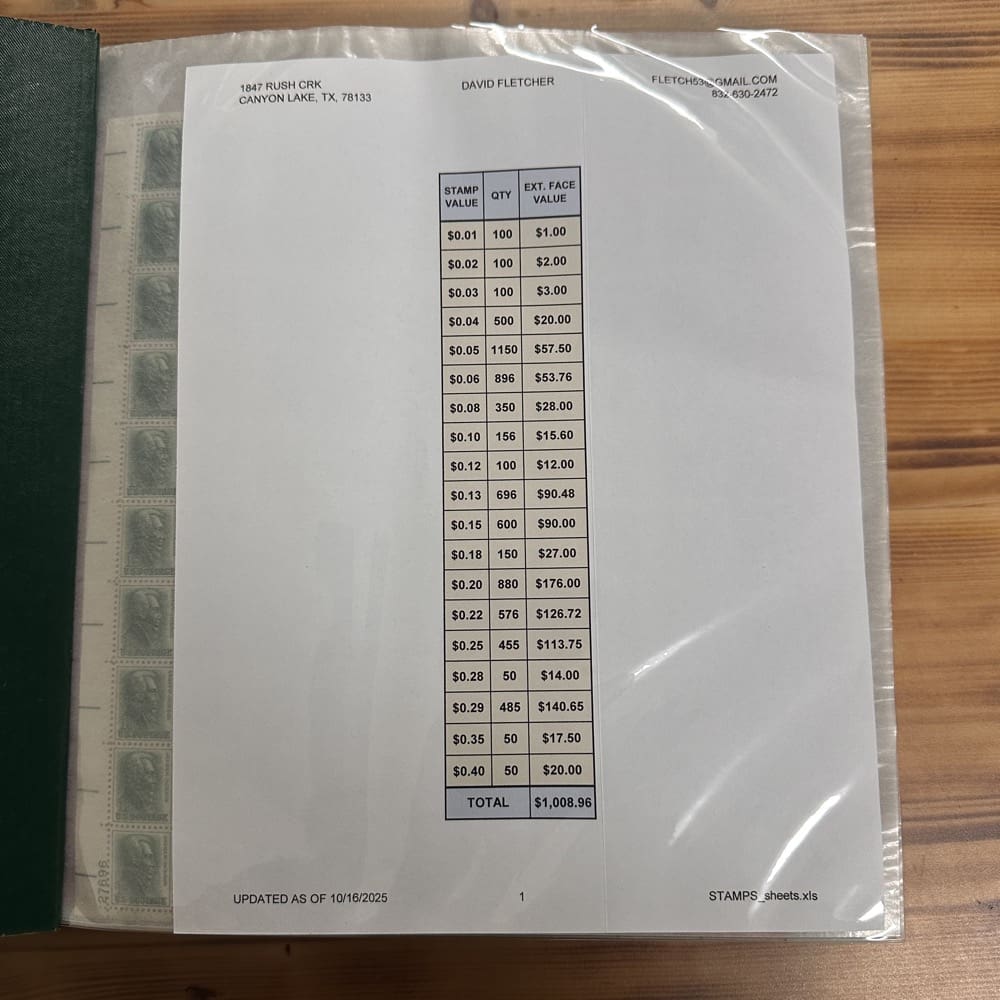 1847 RUSH CRK
CANYON LAKE, TX, 78133
DAVID FLETCHER
FLETCH53@GMAIL.COM
832-630-2472
STAMP VALUE QTY EXT. FACE VALUE
$0.01 100 $1.00
$0.02 100 $2.00
$0.03 100 $3.00
$0.04 500 $20.00
$0.05 1150 $57.50
$0.06 896 $53.76
$0.08 350 $28.00
$0.10 156 $15.60
$0.12 100 $12.00
$0.13 696 $90.48
$0.15 600 $90.00
$0.18 150 $27.00
$0.20 880 $176.00
$0.22 576 $126.72
$0.25 455 $113.75
$0.28 50 $14.00
$0.29 485 $140.65
$0.35 50 $17.50
$0.40 50 $20.00
TOTAL $1,008.96
UPDATED AS OF 10/16/2025 1 STAMPS_sheets.xls
27696